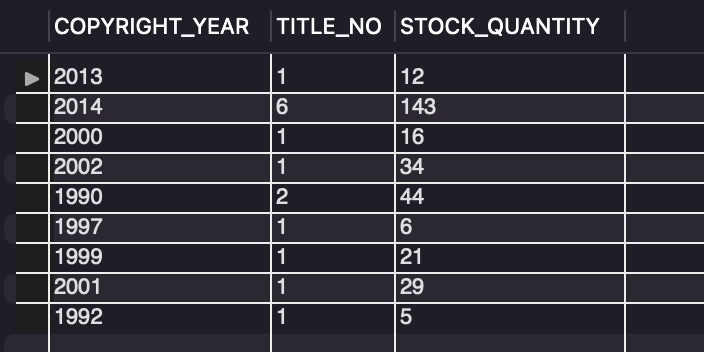 COPYRIGHT_YEAR TITLE_NO STOCK_QUANTITY
2013 1 12
2014 6 143
2000 1 16
2002 1 34
1990 2 44
1997 1 6
1999 1 21
2001 1 29
1992 1 5